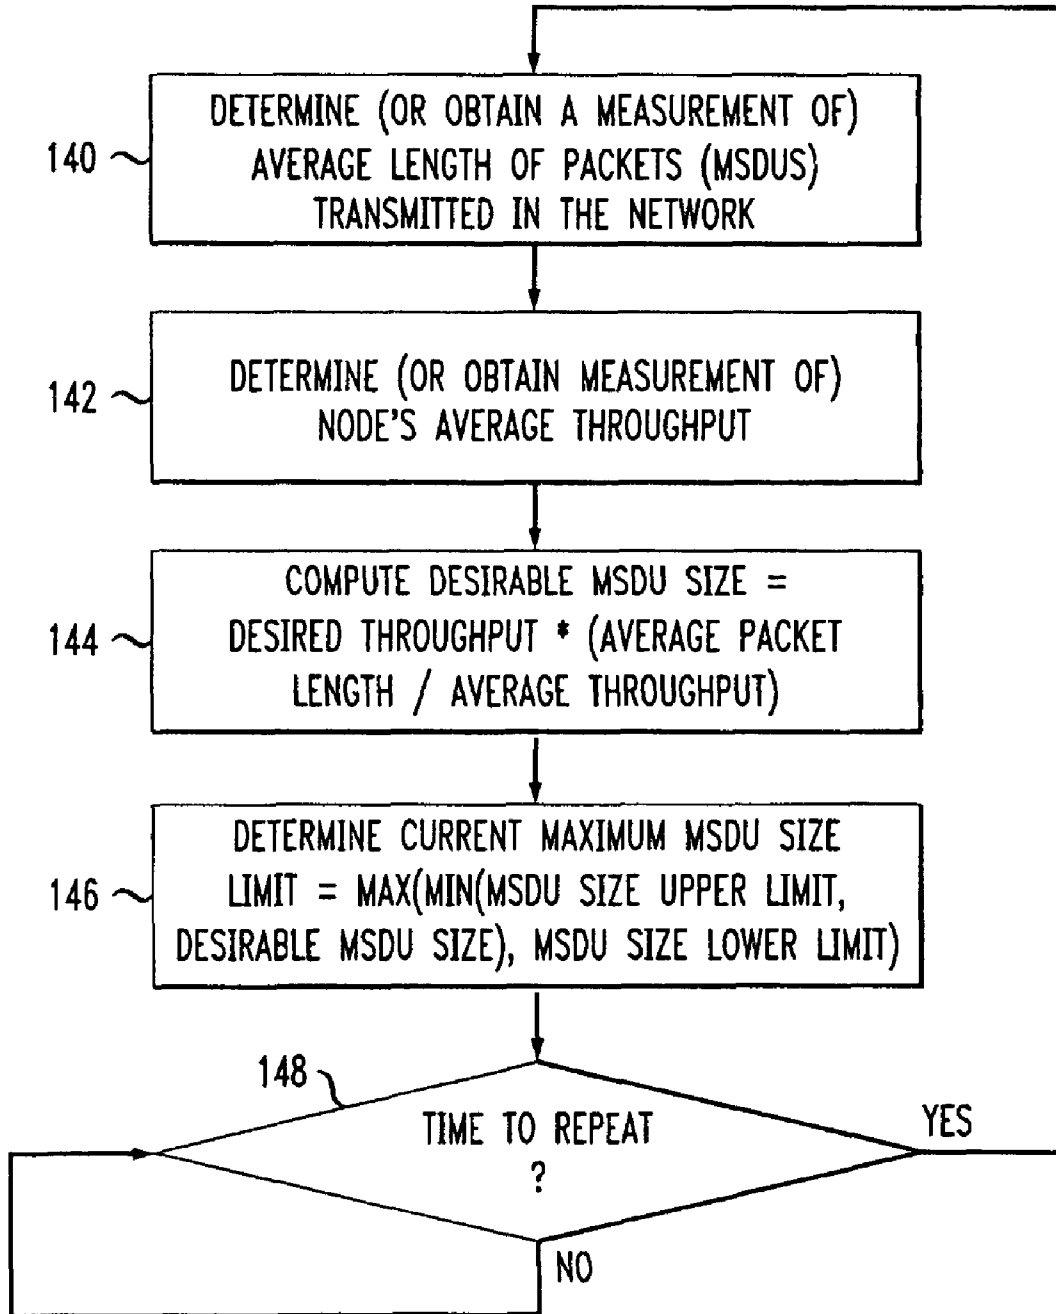 DETERMINE (OR OBTAIN A MEASUREMENT OF)
AVERAGE LENGTH OF PACKETS (MSDUS)
TRANSMITTED IN THE NETWORK
140
DETERMINE (OR OBTAIN MEASUREMENT OF)
NODE'S AVERAGE THROUGHPUT
142
COMPUTE DESIRABLE MSDU SIZE =
DESIRED THROUGHPUT * (AVERAGE PACKET
LENGTH / AVERAGE THROUGHPUT)
144
DETERMINE CURRENT MAXIMUM MSDU SIZE
LIMIT = MAX(MIN(MSDU SIZE UPPER LIMIT,
DESIRABLE MSDU SIZE), MSDU SIZE LOWER LIMIT)
146
148
TIME TO REPEAT
?
YES
NO